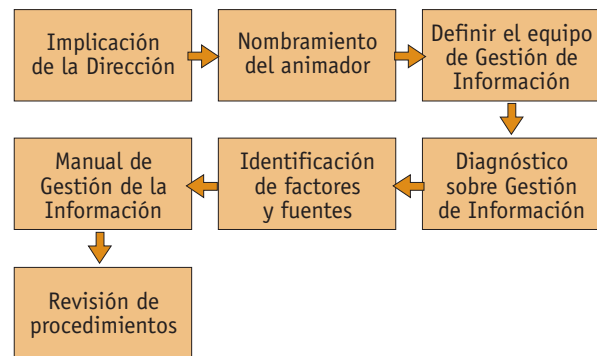 Implicación
de la Dirección
Nombramiento
del animador
Definir el equipo
de Gestión de
Información
Diagnóstico
sobre Gestión
de Información
Identificación
de factores
y fuentes
Manual de
Gestión de la
Información
Revisión de
procedimientos